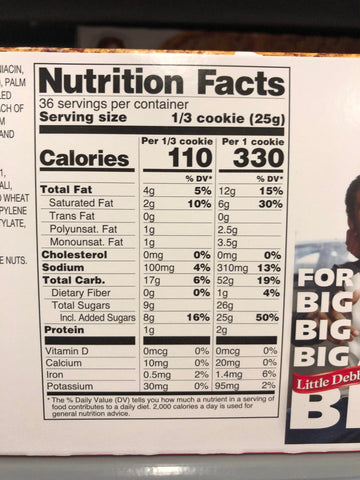 NIACIN,
, PALM
LED
ACH OF
M
AND
1,
ALI,
D WHEAT
PYLENE
TYLATE,
E NUTS.
Nutrition Facts
36 servings per container
Serving size 1/3 cookie (25g)
Per 1/3 cookie Per 1 cookie
Calories 110 330
% DV* % DV*
Total Fat 4g 5% 12g 15%
Saturated Fat 2g 10% 6g 30%
Trans Fat 0g 0g
Polyunsat. Fat 1g 2.5g
Monounsat. Fat 1g 3.5g
Cholesterol 0mg 0% 0mg 0%
Sodium 100mg 4% 310mg 13%
Total Carb. 17g 6% 52g 19%
Dietary Fiber 0g 0% 1g 4%
Total Sugars 9g 26g
Incl. Added Sugars 8g 16% 25g 50%
Protein 1g 2g
Vitamin D 0mcg 0% 0mcg 0%
Calcium 10mg 0% 20mg 0%
Iron 0.5mg 2% 1.4mg 6%
Potassium 30mg 0% 95mg 2%
* The % Daily Value (DV) tells you how much a nutrient in a serving of
food contributes to a daily diet. 2,000 calories a day is used for
general nutrition advice.
FOR
BIG
BIG
BIG
Little Debb
B